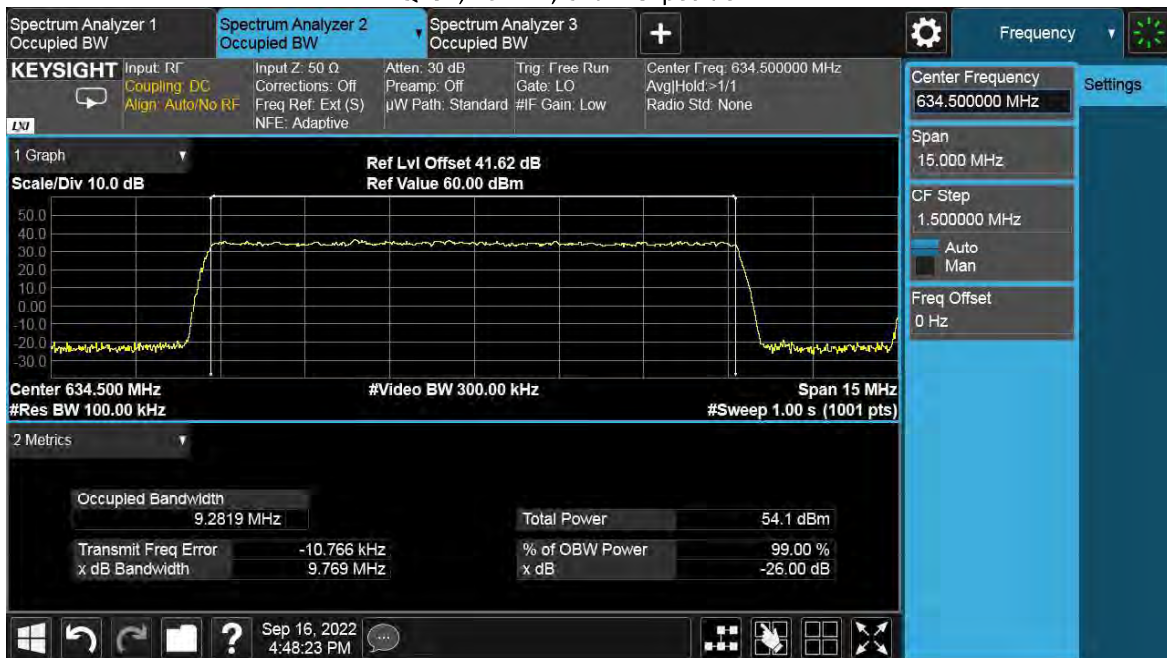 Spectrum Analyzer 1
Occupied BW
Spectrum Analyzer 2
Occupied BW
Spectrum Analyzer 3
Occupied BW
+
Frequency
KEYSIGHT
LXI
Input: RF
Coupling: DC
Align: Auto/No RF
Input Z: 50 Ω
Corrections: Off
Freq Ref: Ext (S)
NFE: Adaptive
Atten: 30 dB
Preamp: Off
µW Path: Standard
Trig: Free Run
Gate: LO
#IF Gain: Low
Center Freq: 634.500000 MHz
Avg|Hold:>1/1
Radio Std: None
Center Frequency
634.500000 MHz
Settings
Span
15.000 MHz
CF Step
1.500000 MHz
Auto
Man
Freq Offset
0 Hz
1 Graph
Scale/Div 10.0 dB
Ref Lvl Offset 41.62 dB
Ref Value 60.00 dBm
50.0
40.0
30.0
20.0
10.0
0.00
-10.0
-20.0
-30.0
Center 634.500 MHz
#Video BW 300.00 kHz
Span 15 MHz
#Res BW 100.00 kHz
#Sweep 1.00 s (1001 pts)
2 Metrics
Occupied Bandwidth
9.2819 MHz
Total Power 54.1 dBm
Transmit Freq Error -10.766 kHz
% of OBW Power 99.00 %
x dB Bandwidth 9.769 MHz
x dB -26.00 dB
?
Sep 16, 2022
4:48:23 PM